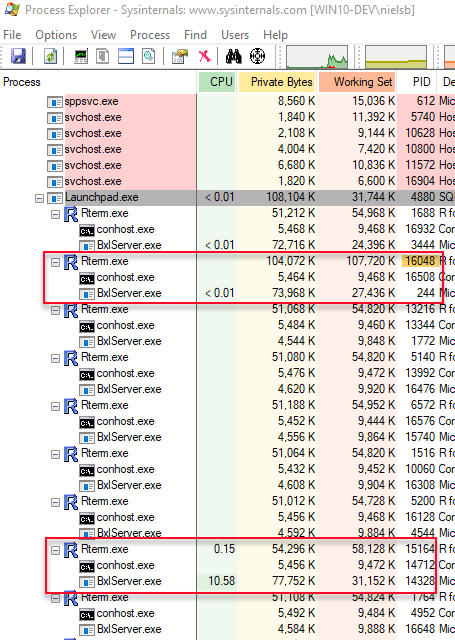 Process Explorer - Sysinternals: www.sysinternals.com [WIN10-DEV\nielsb]
File Options View Process Find Users Help
Process CPU Private Bytes Working Set PID De
sppsvc.exe 8,560 K 15,036 K 612 Mic
svchost.exe 1,840 K 11,392 K 5740 Hos
svchost.exe 2,108 K 9,144 K 10628 Hos
svchost.exe 4,004 K 7,420 K 10800 Hos
svchost.exe 6,680 K 10,836 K 11572 Hos
svchost.exe 1,820 K 6,600 K 16904 Hos
Launchpad.exe < 0.01 108,104 K 31,744 K 4880 SQ
Rterm.exe 51,212 K 54,968 K 1688 R fo
conhost.exe 5,468 K 9,468 K 16932 Cor
BxlServer.exe < 0.01 72,716 K 24,396 K 3444 Mic
Rterm.exe 104,072 K 107,720 K 16048 R fo
conhost.exe 5,464 K 9,468 K 16508 Cor
BxlServer.exe < 0.01 73,968 K 27,436 K 244 Mic
Rterm.exe 51,068 K 54,820 K 13216 R fo
conhost.exe 5,484 K 9,460 K 13344 Cor
BxlServer.exe 4,544 K 9,848 K 1772 Mic
Rterm.exe 51,080 K 54,820 K 5140 R fo
conhost.exe 5,476 K 9,472 K 13992 Cor
BxlServer.exe 4,620 K 9,920 K 16476 Mic
Rterm.exe 51,188 K 54,952 K 6572 R fo
conhost.exe 5,452 K 9,444 K 16576 Cor
BxlServer.exe 4,556 K 9,864 K 15740 Mic
Rterm.exe 51,064 K 54,820 K 1516 R fo
conhost.exe 5,432 K 9,452 K 10060 Cor
BxlServer.exe 4,608 K 9,904 K 16308 Mic
Rterm.exe 51,012 K 54,728 K 5200 R fo
conhost.exe 5,456 K 9,468 K 16128 Cor
BxlServer.exe 4,592 K 9,884 K 4544 Mic
Rterm.exe 0.15 54,296 K 58,128 K 15164 R fo
conhost.exe 5,456 K 9,472 K 14712 Cor
BxlServer.exe 10.58 77,752 K 31,152 K 14328 Mic
Rterm.exe 51,108 K 54,824 K 1764 R fo
conhost.exe 5,492 K 9,484 K 4952 Cor
BxlServer.exe 4,584 K 9,888 K 16648 Mic